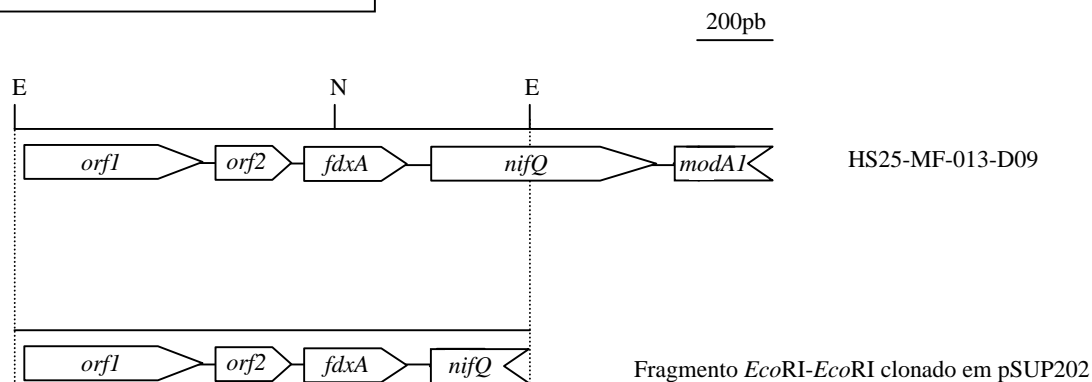 200pb
E N E
orf1 orf2 fdxA nifQ modA1 HS25-MF-013-D09
orf1 orf2 fdxA nifQ Fragmento EcoRI-EcoRI clonado em pSUP202